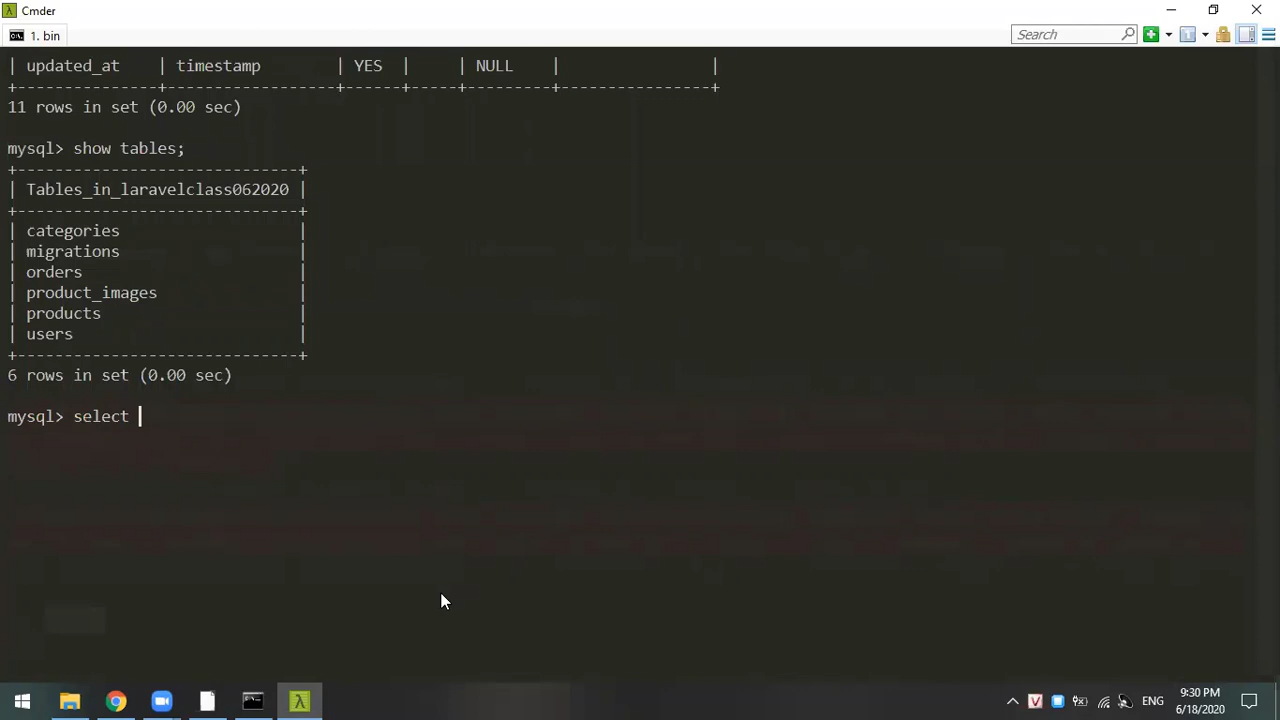 Cmder
1. bin
Search
| updated_at | timestamp | YES | | NULL | |
+---------------+-----------------+------+-----+---------+---------------+
11 rows in set (0.00 sec)
mysql> show tables;
+---------------------------+
| Tables_in_laravelclass062020 |
+---------------------------+
| categories |
| migrations |
| orders |
| product_images |
| products |
| users |
+---------------------------+
6 rows in set (0.00 sec)
mysql> select
ENG
9:30 PM
6/18/2020